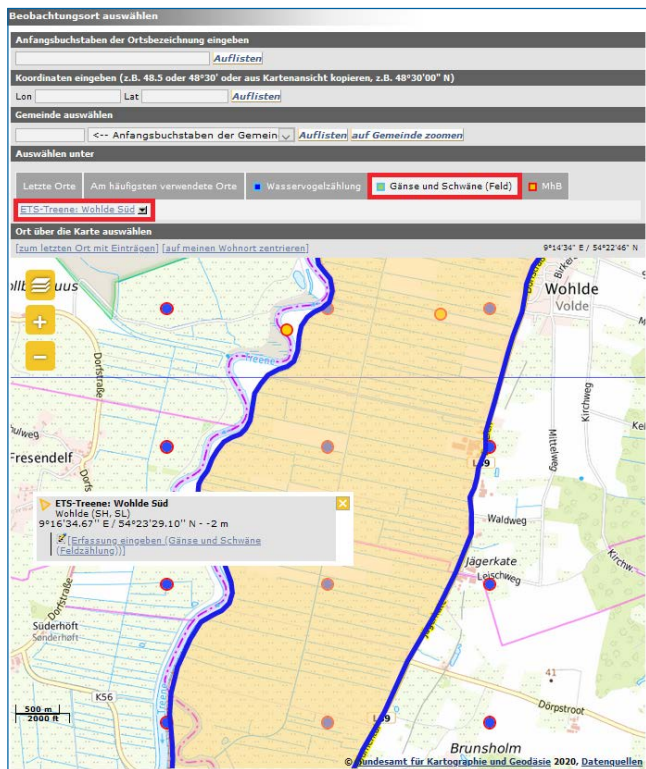 Beobachtungsort auswählen
Anfangsbuchstaben der Ortsbezeichnung eingeben
Auflisten
Koordinaten eingeben (z.B. 48.5 oder 48°30' oder aus Kartenansicht kopieren, z.B. 48°30'00" N)
Lon Lat Auflisten
Gemeinde auswählen
<-- Anfangsbuchstaben der Gemein Auflisten auf Gemeinde zoomen
Auswählen unter
Letzte Orte Am häufigsten verwendete Orte Wasservogelzählung Gänse und Schwäne (Feld) MhB
ETS-Treene: Wohlde Süd
Ort über die Karte auswählen
[zum letzten Ort mit Einträgen] [auf meinen Wohnort zentrieren] 9°14'34" E / 54°22'46" N
Wohlde
Volde
Dorfstraße
Treene
Kirchweg
Mittelweg
Fresendelf
L39
ETS-Treene: Wohlde Süd
Wohlde (SH, SL)
9°16'34.67'' E / 54°23'29.10'' N - -2 m
[Erfassung eingeben (Gänse und Schwäne
(Feldzählung))]
Waldweg
Kirchw.
Jägerkate
Leischweg
Dorfstraße
Süderhöft
Sønderhøft
41
K56
Treene
Dörpstroot
500 m
2000 ft
L39
Brunsholm
© Bundesamt für Kartographie und Geodäsie 2020, Datenquellen